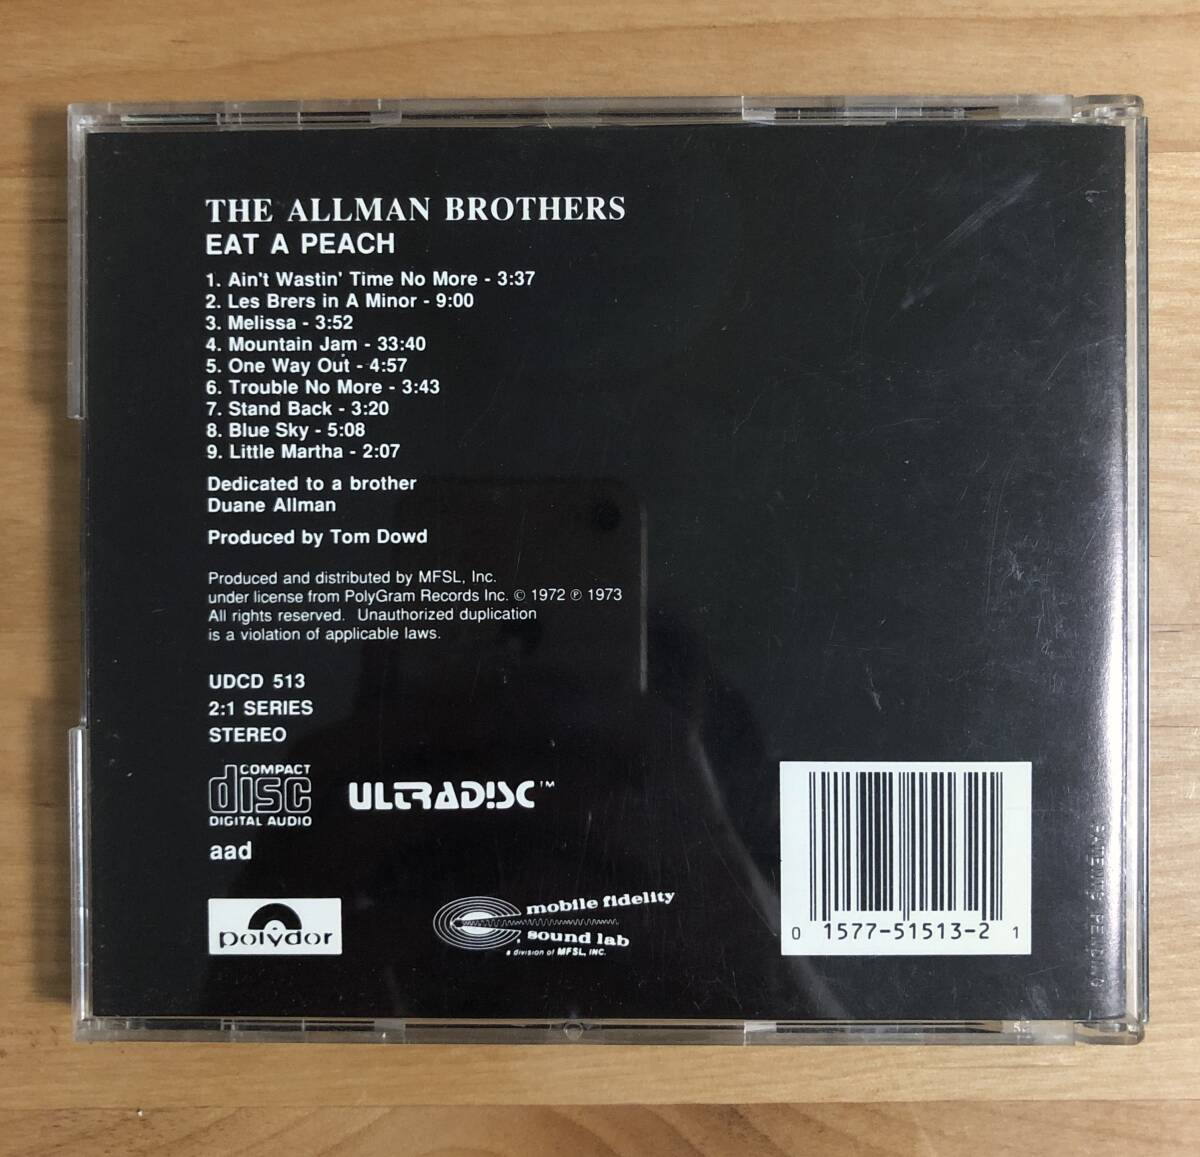 THE ALLMAN BROTHERS
EAT A PEACH
1. Ain't Wastin' Time No More - 3:37
2. Les Brers in A Minor - 9:00
3. Melissa - 3:52
4. Mountain Jam - 33:40
5. One Way Out - 4:57
6. Trouble No More - 3:43
7. Stand Back - 3:20
8. Blue Sky - 5:08
9. Little Martha - 2:07
Dedicated to a brother
Duane Allman
Produced by Tom Dowd
Produced and distributed by MFSL, Inc.
under license from PolyGram Records Inc. © 1972 ℗ 1973
All rights reserved. Unauthorized duplication
is a violation of applicable laws.
UDCD 513
2:1 SERIES
STEREO
COMPACT
disc
DIGITAL AUDIO
ULTRADISC™
aad
polydor
mobile fidelity
sound lab
a division of MFSL, INC.
0 1577-51513-2 1
PATENTS PENDING